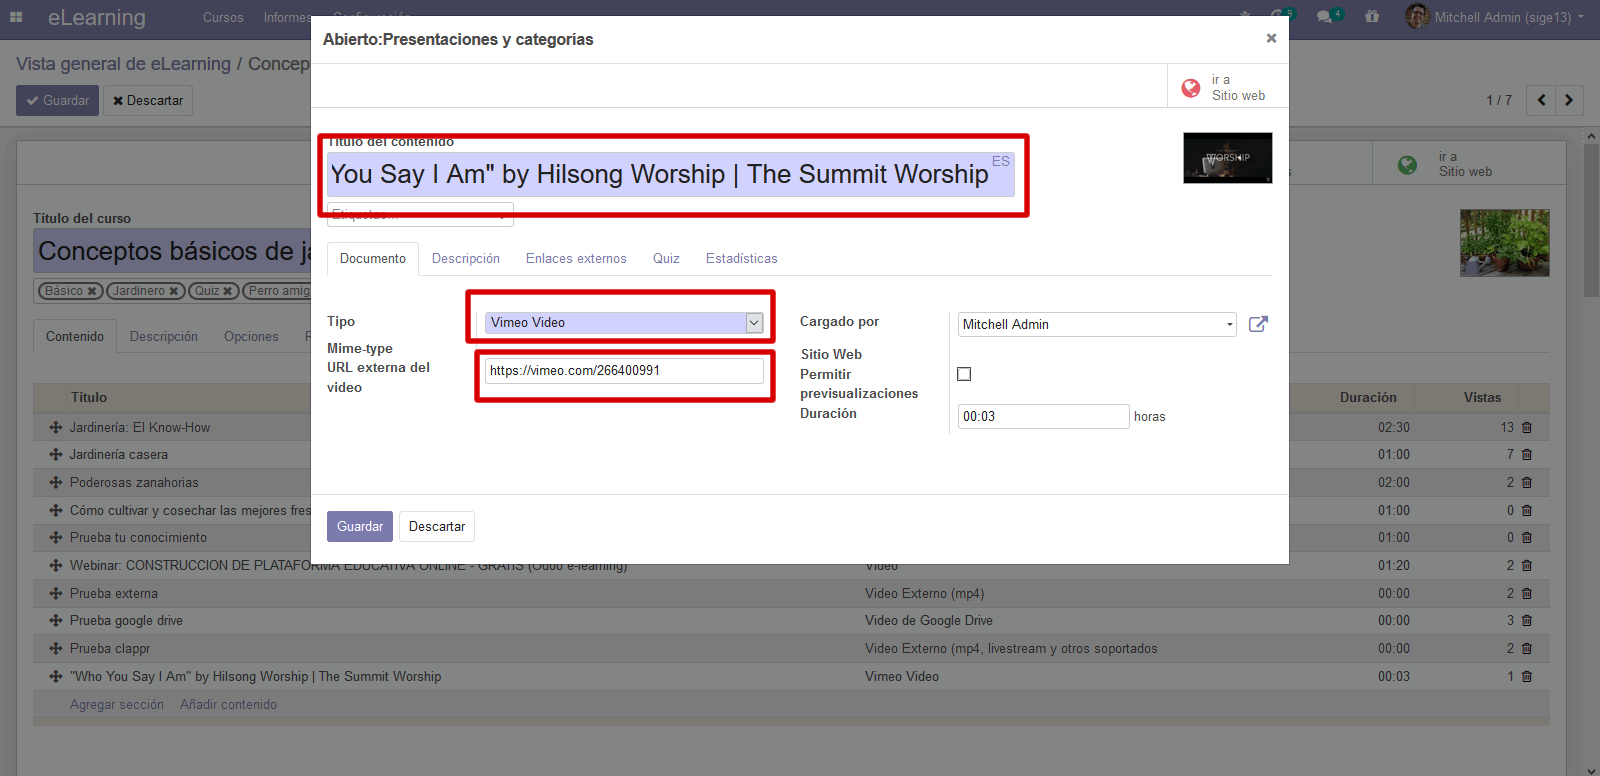 eLearning
Cursos
Informes
Configuración
9
4
Mitchell Admin (sige13)
Vista general de eLearning / Concep
Guardar
Descartar
1 / 7
Abierto:Presentaciones y categorías
×
ir a
Sitio web
Título del contenido
You Say I Am" by Hilsong Worship | The Summit Worship
ES
WORSHIP
Etiquetas...
Documento
Descripción
Enlaces externos
Quiz
Estadísticas
Tipo
Vimeo Video
Mime-type
URL externa del
video
https://vimeo.com/266400991
Cargado por
Mitchell Admin
Sitio Web
Permitir
previsualizaciones
Duración
00:03
horas
Guardar
Descartar
s
ir a
Sitio web
Título del curso
Conceptos básicos de ja
Básico
Jardinero
Quiz
Perro amig
Contenido
Descripción
Opciones
R
Título
Duración
Vistas
Jardinería: El Know-How
02:30
13
Jardinería casera
01:00
7
Poderosas zanahorias
02:00
2
Cómo cultivar y cosechar las mejores fres
01:00
0
Prueba tu conocimiento
01:00
0
Webinar: CONSTRUCCION DE PLATAFORMA EDUCATIVA ONLINE - GRATIS (Odoo e-learning)
Video
01:20
2
Prueba externa
Video Externo (mp4)
00:00
2
Prueba google drive
Video de Google Drive
00:00
3
Prueba clappr
Video Externo (mp4, livestream y otros soportados
00:00
2
"Who You Say I Am" by Hilsong Worship | The Summit Worship
Vimeo Video
00:03
1
Agregar sección
Añadir contenido